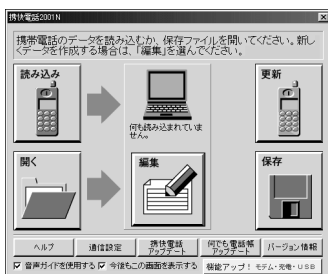 携快電話2001N
携帯電話のデータを読み込むか、保存ファイルを開いてください。新し
くデータを作成する場合は、「編集」を選んでください。
読み込み
更新
何も読み込まれていま
せん。
開く
編集
保存
ヘルプ
通信設定
携快電話
アップデート
何でも電話帳
アップデート
バージョン情報
音声ガイドを使用する
今後もこの画面を表示する
機能アップ! モデム・充電・USB